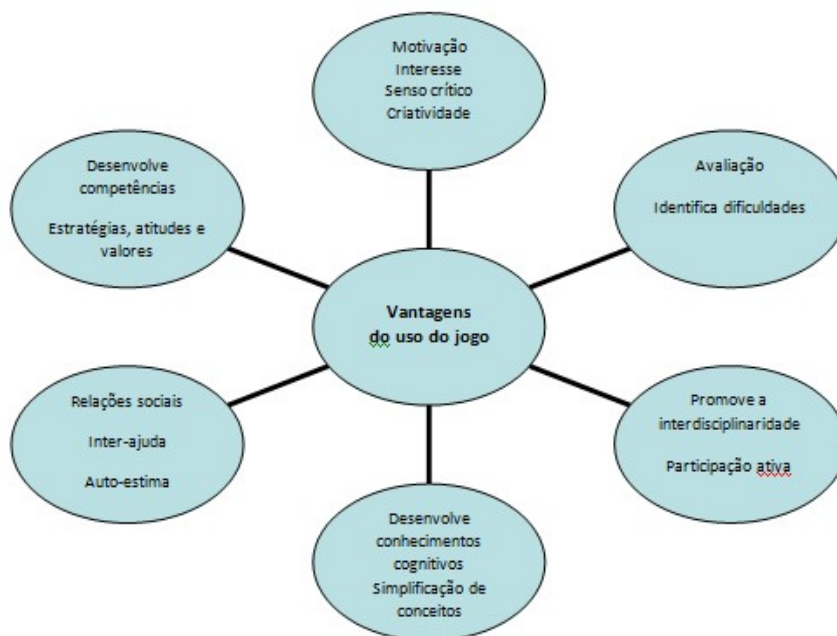 Motivação
Interesse
Senso crítico
Criatividade
Desenvolve
competências
Estratégias, atitudes e
valores
Avaliação
Identifica dificuldades
Vantagens
do uso do jogo
Relações sociais
Inter-ajuda
Auto-estima
Promove a
interdisciplinaridade
Participação ativa
Desenvolve
conhecimentos
cognitivos
Simplificação de
conceitos